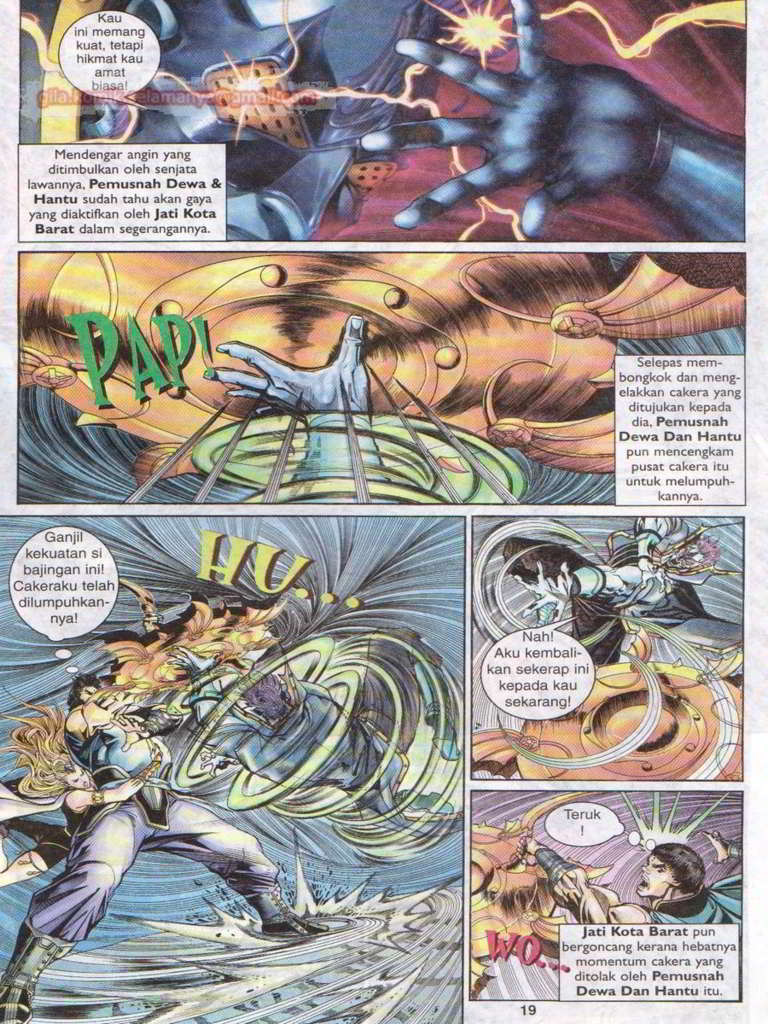 Kau
ini memang
kuat, tetapi
hikmat kau
amat
biasa!
Mendengar angin yang
ditimbulkan oleh senjata
lawannya, Pemusnah Dewa &
Hantu sudah tahu akan gaya
yang diaktifkan oleh Jati Kota
Barat dalam segerangannya.
PAP!
Selepas mem-
bongkok dan meng-
elakkan cakera yang
ditujukan kepada
dia, Pemusnah
Dewa Dan Hantu
pun mencengkam
pusat cakera itu
untuk melumpuh-
kannya.
Ganjil
kekuatan si
bajingan ini!
Cakeraku telah
dilumpuhkan-
nya!
HU...
Nah!
Aku kembali-
kan sekerap ini
kepada kau
sekarang!
Teruk
!
WO...
Jati Kota Barat pun
bergoncang kerana hebatnya
momentum cakera yang
ditolak oleh Pemusnah
Dewa Dan Hantu itu.
19